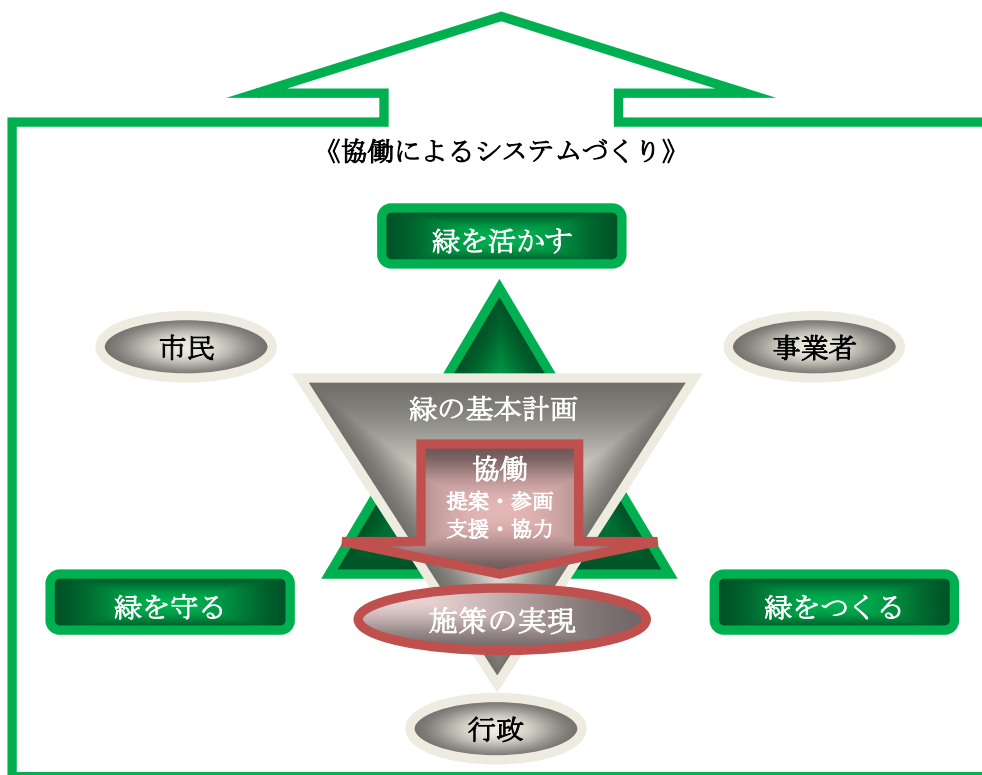 《協働によるシステムづくり》
緑を活かす
市民
事業者
緑の基本計画
協働
提案・参画
支援・協力
緑を守る
緑をつくる
施策の実現
行政